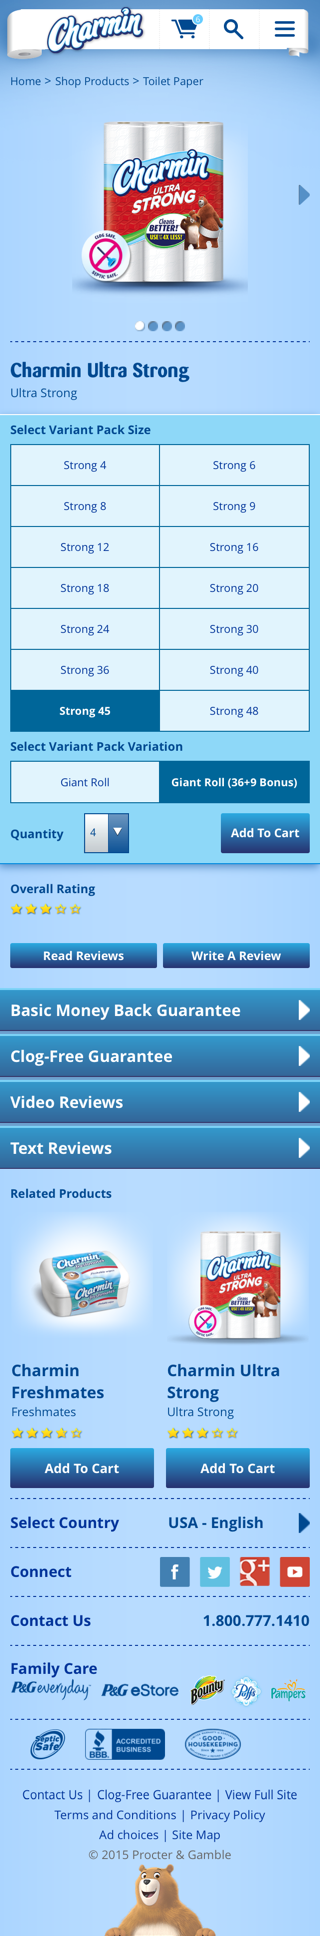 Charmin
6
Home > Shop Products > Toilet Paper
Charmin
ULTRA
STRONG
Cleans
BETTER!
USE UP TO 4X LESS!
CLOG SAFE.
SEPTIC SAFE.
Charmin Ultra Strong
Ultra Strong
Select Variant Pack Size
Strong 4
Strong 6
Strong 8
Strong 9
Strong 12
Strong 16
Strong 18
Strong 20
Strong 24
Strong 30
Strong 36
Strong 40
Strong 45
Strong 48
Select Variant Pack Variation
Giant Roll
Giant Roll (36+9 Bonus)
Quantity
4
Add To Cart
Overall Rating
Read Reviews
Write A Review
Basic Money Back Guarantee
Clog-Free Guarantee
Video Reviews
Text Reviews
Related Products
Charmin
Charmin
Charmin
ULTRA
STRONG
Charmin
Freshmates
Freshmates
Charmin Ultra
Strong
Ultra Strong
Add To Cart
Add To Cart
Select Country
USA - English
Connect
f
g+
Contact Us
1.800.777.1410
Family Care
P&G everyday
P&G eStore
Bounty
Puffs
Pampers
Septic
Safe
BBB.
ACCREDITED
BUSINESS
GOOD
HOUSEKEEPING
Contact Us | Clog-Free Guarantee | View Full Site
Terms and Conditions | Privacy Policy
Ad choices | Site Map
© 2015 Procter & Gamble